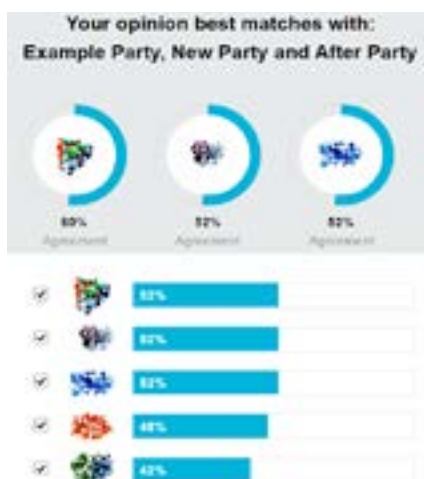 Your opinion best matches with:
Example Party, New Party and After Party
52% 52%
Agreement Agreement Agreement
52%
52%
48%
42%